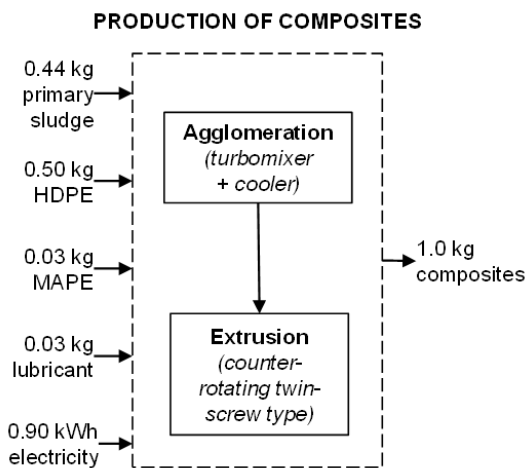 PRODUCTION OF COMPOSITES
0.44 kg
primary
sludge
0.50 kg
HDPE
0.03 kg
MAPE
0.03 kg
lubricant
0.90 kWh
electricity
Agglomeration
(turbomixer
+ cooler)
Extrusion
(counter-
rotating twin-
screw type)
1.0 kg
composites